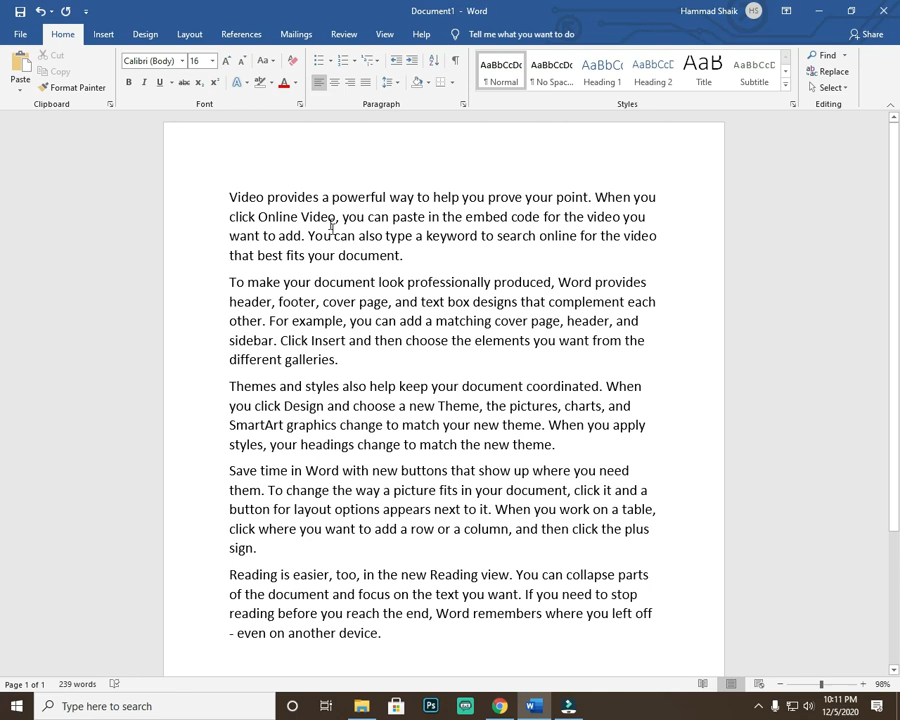 Document1 - Word
Hammad Shaik
HS
File Home Insert Design Layout References Mailings Review View Help Tell me what you want to do Share
Paste
Cut
Copy
Format Painter
Clipboard
Calibri (Body) 16
Aa
B I U abc X₂ X²
A A
Font
Paragraph
AaBbCcDc AaBbCcDc AaBbCc AaBbCcD AaB AaBbCcD
¶ Normal ¶ No Spac... Heading 1 Heading 2 Title Subtitle
Styles
Find
Replace
Select
Editing
Video provides a powerful way to help you prove your point. When you
click Online Video, you can paste in the embed code for the video you
want to add. You can also type a keyword to search online for the video
that best fits your document.
To make your document look professionally produced, Word provides
header, footer, cover page, and text box designs that complement each
other. For example, you can add a matching cover page, header, and
sidebar. Click Insert and then choose the elements you want from the
different galleries.
Themes and styles also help keep your document coordinated. When
you click Design and choose a new Theme, the pictures, charts, and
SmartArt graphics change to match your new theme. When you apply
styles, your headings change to match the new theme.
Save time in Word with new buttons that show up where you need
them. To change the way a picture fits in your document, click it and a
button for layout options appears next to it. When you work on a table,
click where you want to add a row or a column, and then click the plus
sign.
Reading is easier, too, in the new Reading view. You can collapse parts
of the document and focus on the text you want. If you need to stop
reading before you reach the end, Word remembers where you left off
- even on another device.
Page 1 of 1 239 words
98%
Type here to search
Ps
10:11 PM
12/5/2020